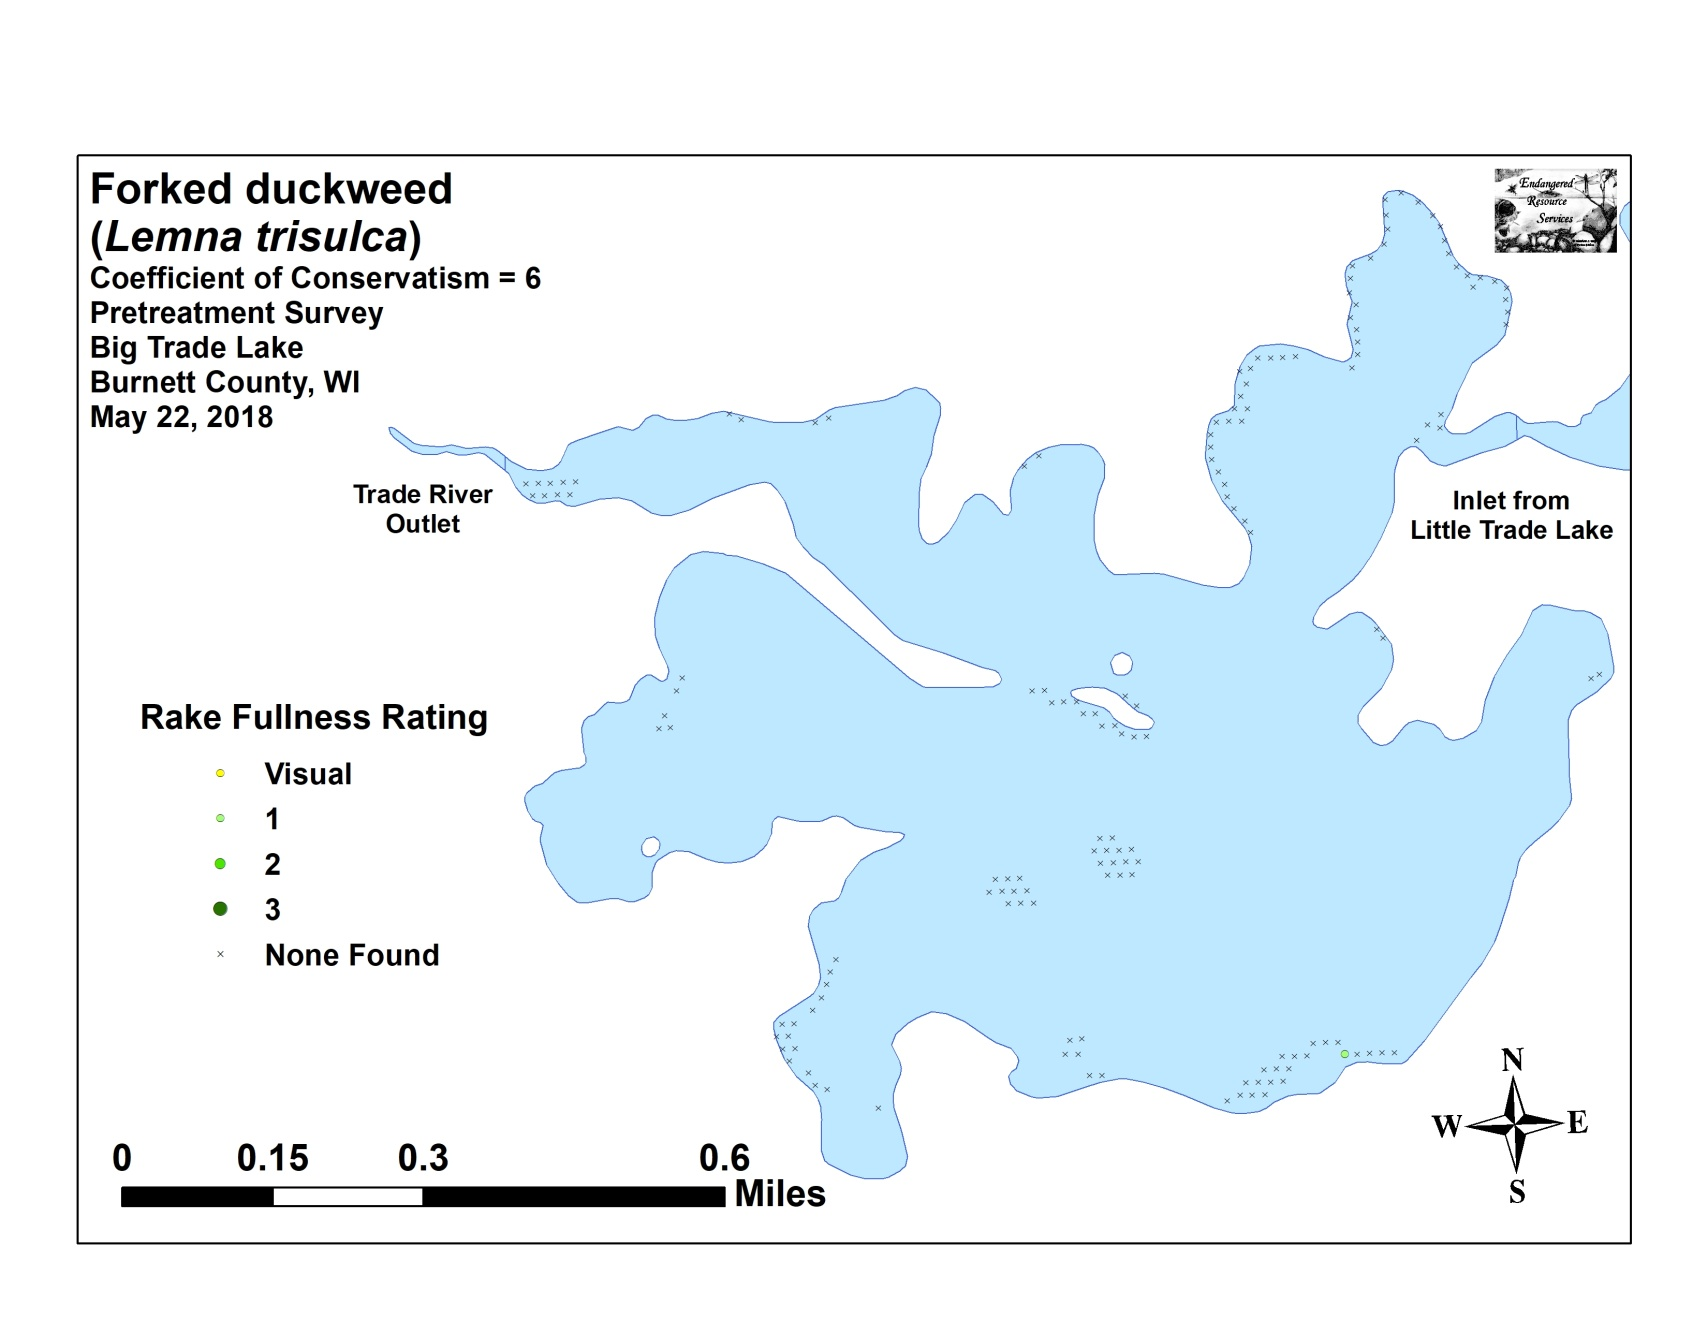 Forked duckweed
(Lemna trisulca)
Coefficient of Conservatism = 6
Pretreatment Survey
Big Trade Lake
Burnett County, WI
May 22, 2018
Endangered
Resource
Services
Trade River
Outlet
Inlet from
Little Trade Lake
Rake Fullness Rating
Visual
1
2
3
None Found
N
W E
S
0 0.15 0.3 0.6
Miles